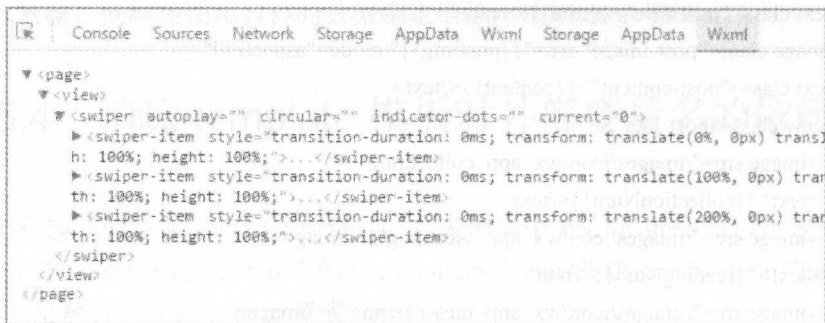 Console Sources Network Storage AppData Wxml Storage AppData Wxml
▼<page>
▼<view>
▼<swiper autoplay="" circular="" indicator-dots="" current="0">
▶<swiper-item style="transition-duration: 0ms; transform: translate(0%, 0px) transl
h: 100%; height: 100%;">...</swiper-item>
▶<swiper-item style="transition-duration: 0ms; transform: translate(100%, 0px) tran
th: 100%; height: 100%;">...</swiper-item>
▶<swiper-item style="transition-duration: 0ms; transform: translate(200%, 0px) tran
th: 100%; height: 100%;">...</swiper-item>
</swiper>
</view>
</page>